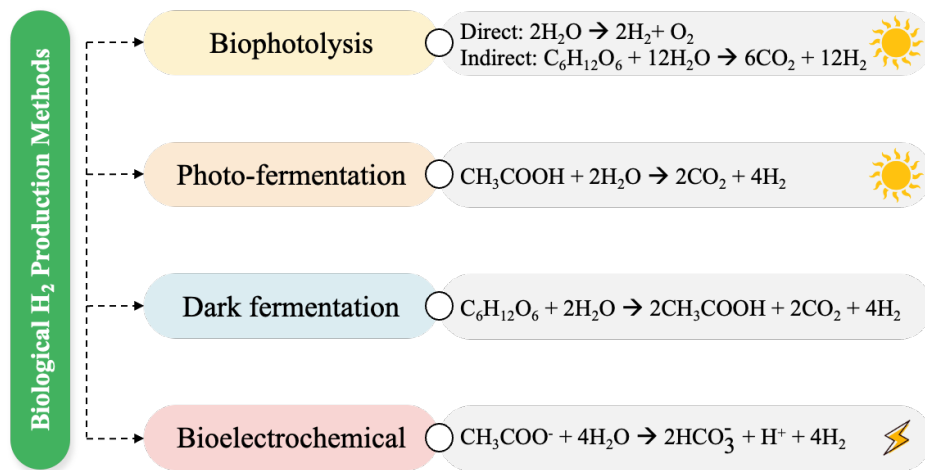 Biological H₂ Production Methods
Biophotolysis
Direct: 2H₂O → 2H₂+ O₂
Indirect: C₆H₁₂O₆ + 12H₂O → 6CO₂ + 12H₂
Photo-fermentation
CH₃COOH + 2H₂O → 2CO₂ + 4H₂
Dark fermentation
C₆H₁₂O₆ + 2H₂O → 2CH₃COOH + 2CO₂ + 4H₂
Bioelectrochemical
CH₃COO⁻ + 4H₂O → 2HCO₃⁻ + H⁺ + 4H₂